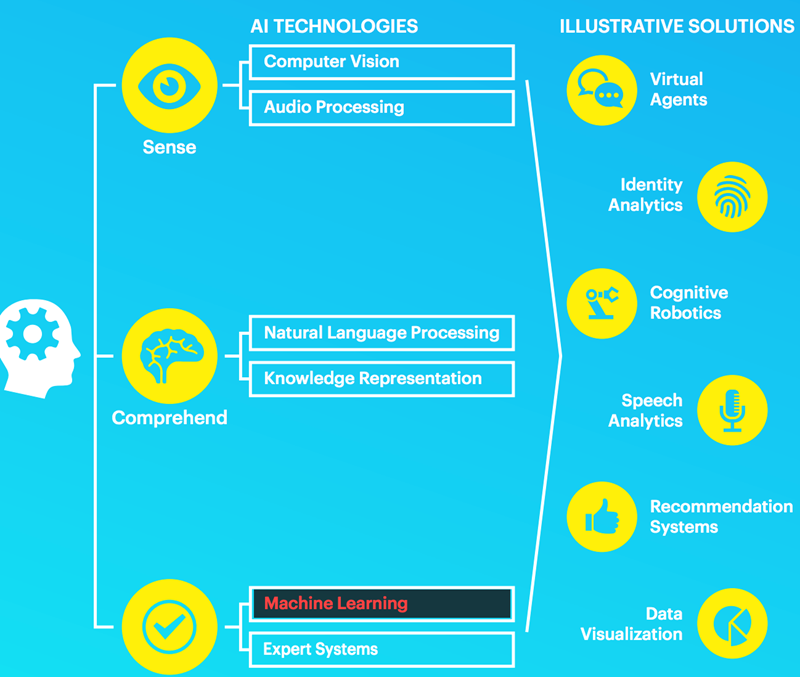 AI TECHNOLOGIES
Computer Vision
Audio Processing
Sense
Natural Language Processing
Knowledge Representation
Comprehend
Machine Learning
Expert Systems
ILLUSTRATIVE SOLUTIONS
Virtual
Agents
Identity
Analytics
Cognitive
Robotics
Speech
Analytics
Recommendation
Systems
Data
Visualization